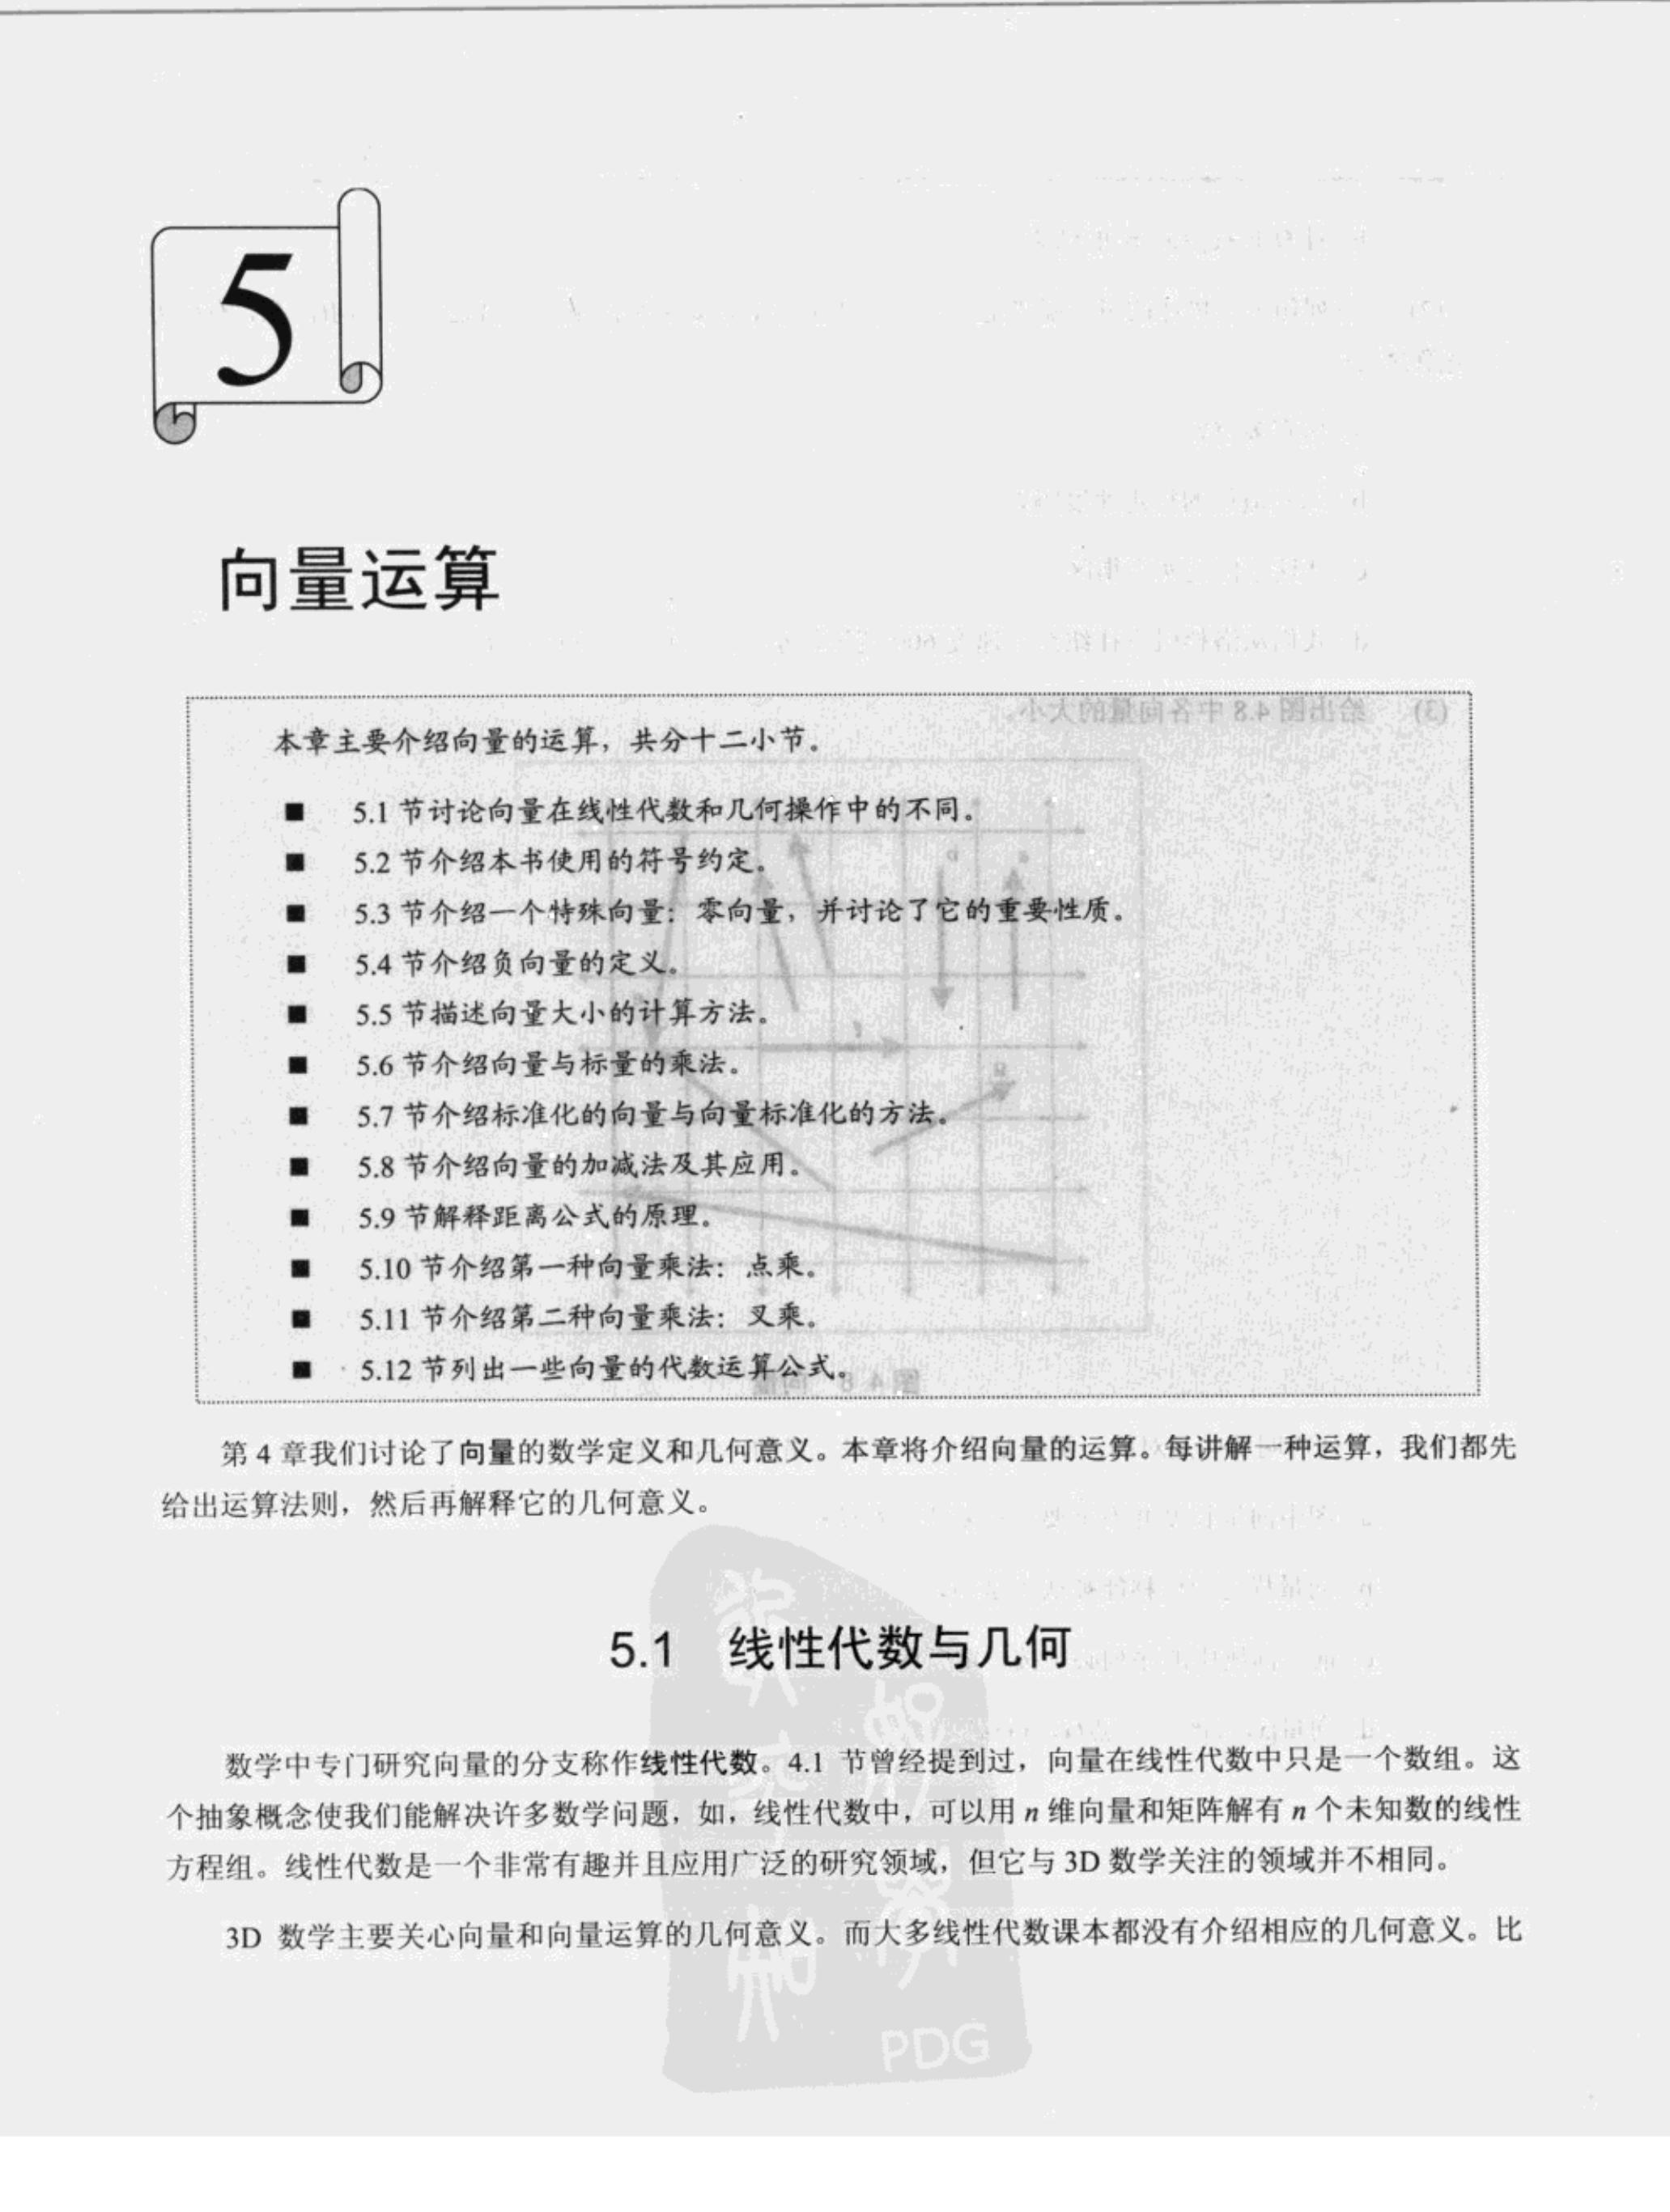 5
向量运算
本章主要介绍向量的运算，共分十二小节。
■ 5.1 节讨论向量在线性代数和几何操作中的不同。
■ 5.2 节介绍本书使用的符号约定。
■ 5.3 节介绍一个特殊向量：零向量，并讨论了它的重要性质。
■ 5.4 节介绍负向量的定义。
■ 5.5 节描述向量大小的计算方法。
■ 5.6 节介绍向量与标量的乘法。
■ 5.7 节介绍标准化的向量与向量标准化的方法。
■ 5.8 节介绍向量的加减法及其应用。
■ 5.9 节解释距离公式的原理。
■ 5.10 节介绍第一种向量乘法：点乘。
■ 5.11 节介绍第二种向量乘法：叉乘。
■ 5.12 节列出一些向量的代数运算公式。
第 4 章我们讨论了向量的数学定义和几何意义。本章将介绍向量的运算。每讲解一种运算，我们都先
给出运算法则，然后再解释它的几何意义。
5.1 线性代数与几何
数学中专门研究向量的分支称作线性代数。4.1 节曾经提到过，向量在线性代数中只是一个数组。这
个抽象概念使我们能解决许多数学问题，如，线性代数中，可以用 n 维向量和矩阵解有 n 个未知数的线性
方程组。线性代数是一个非常有趣并且应用广泛的研究领域，但它与 3D 数学关注的领域并不相同。
3D 数学主要关心向量和向量运算的几何意义。而大多线性代数课本都没有介绍相应的几何意义。比
PDG